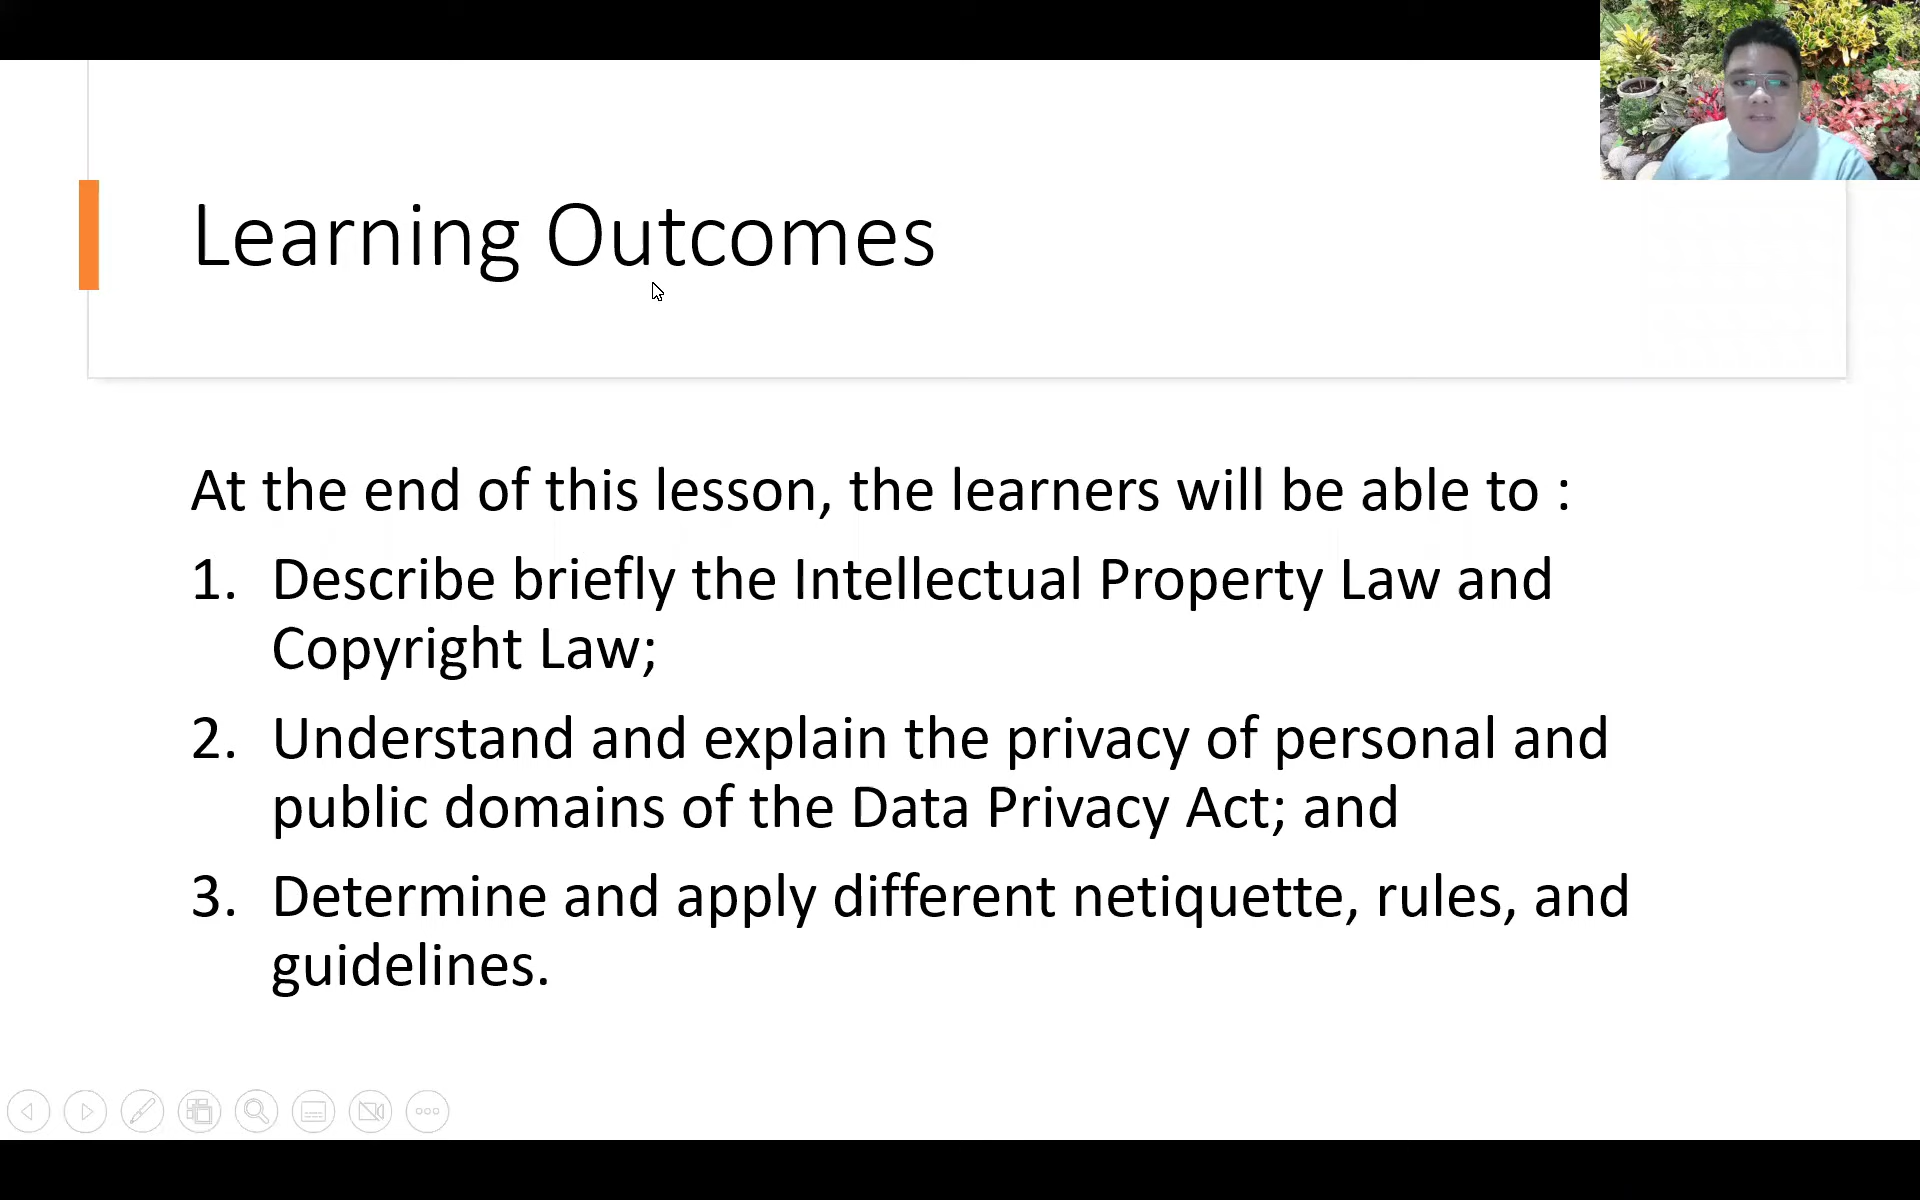 Learning Outcomes
At the end of this lesson, the learners will be able to :
1. Describe briefly the Intellectual Property Law and
Copyright Law;
2. Understand and explain the privacy of personal and
public domains of the Data Privacy Act; and
3. Determine and apply different netiquette, rules, and
guidelines.